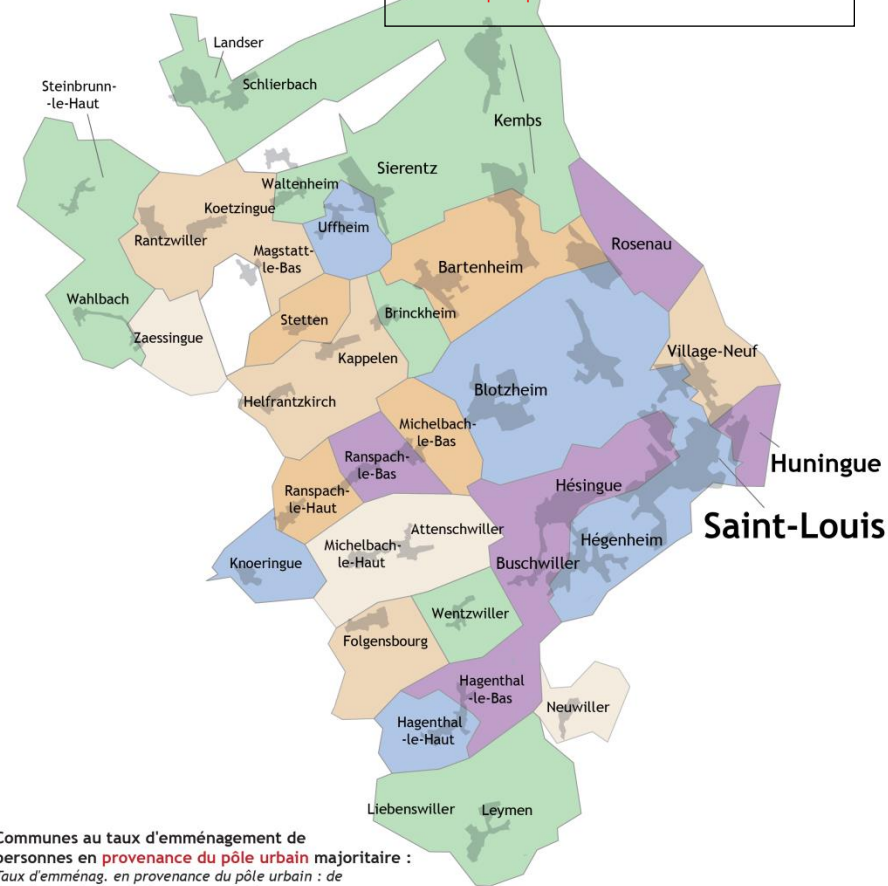 Landser
Schlierbach
Steinbrunn-
-le-Haut
Kembs
Sierentz
Waltenheim
Koetzingue
Uffheim
Rantzwiller
Rosenau
Magstatt-
-le-Bas
Bartenheim
Wahlbach
Brinckheim
Stetten
Zaessingue
Village-Neuf
Kappelen
Blotzheim
Helfrantzkirch
Michelbach
-le-Bas
Ranspach-
le-Bas
Huningue
Hésingue
Ranspach-
le-Haut
Saint-Louis
Attenschwiller
Hégenheim
Michelbach-
-le-Haut
Knoeringue
Buschwiller
Wentzwiller
Folgensbourg
Hagenthal
-le-Bas
Neuwiller
Hagenthal
-le-Haut
Liebenswiller
Leymen
Communes au taux d'emménagement de
personnes en provenance du pôle urbain majoritaire :
Taux d'emménag. en provenance du pôle urbain : de